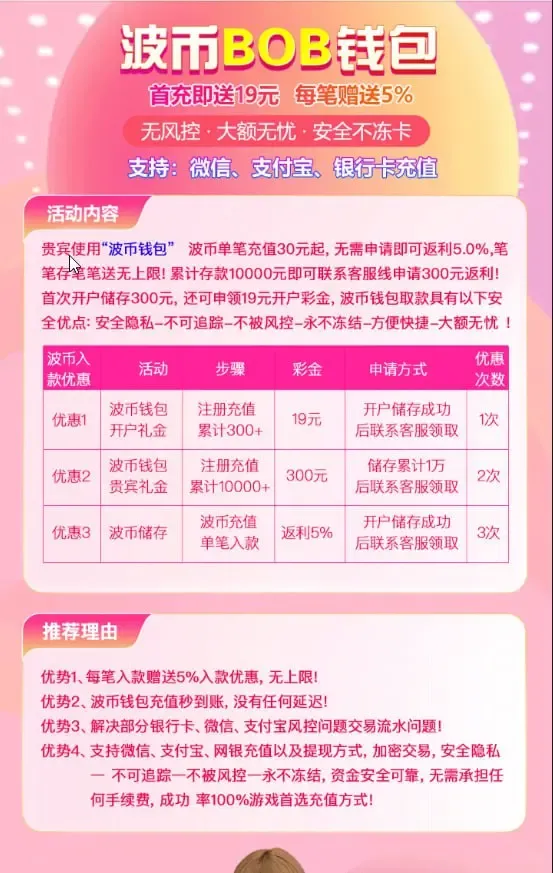 波币BOB钱包
首充即送19元 每笔赠送5%
无风控·大额无忧·安全不冻卡
支持：微信、支付宝、银行卡充值
活动内容
贵宾使用“波币钱包” 波币单笔充值30元起, 无需申请即可返利5.0%,笔
笔存笔笔送无上限! 累计存款10000元即可联系客服线申请300元返利!
首次开户储存300元, 还可申领19元开户彩金, 波币钱包取款具有以下安
全优点: 安全隐私–不可追踪–不被风控–永不冻结–方便快捷–大额无忧 !
波币入款优惠 活动 步骤 彩金 申请方式 优惠次数
优惠1 波币钱包开户礼金 注册充值累计300+ 19元 开户储存成功后联系客服领取 1次
优惠2 波币钱包贵宾礼金 注册充值累计10000+ 300元 储存累计1万后联系客服领取 2次
优惠3 波币储存 波币充值单笔入款 返利5% 开户储存成功后联系客服领取 3次
推荐理由
优势1、每笔入款赠送5%入款优惠, 无上限!
优势2、波币钱包充值秒到账, 没有任何延迟!
优势3、解决部分银行卡、微信、支付宝风控问题交易流水问题!
优势4、支持微信、支付宝、网银充值以及提现方式, 加密交易, 安全隐私
— 不可追踪—不被风控—永不冻结, 资金安全可靠, 无需承担任
何手续费, 成功 率100%游戏首选充值方式!